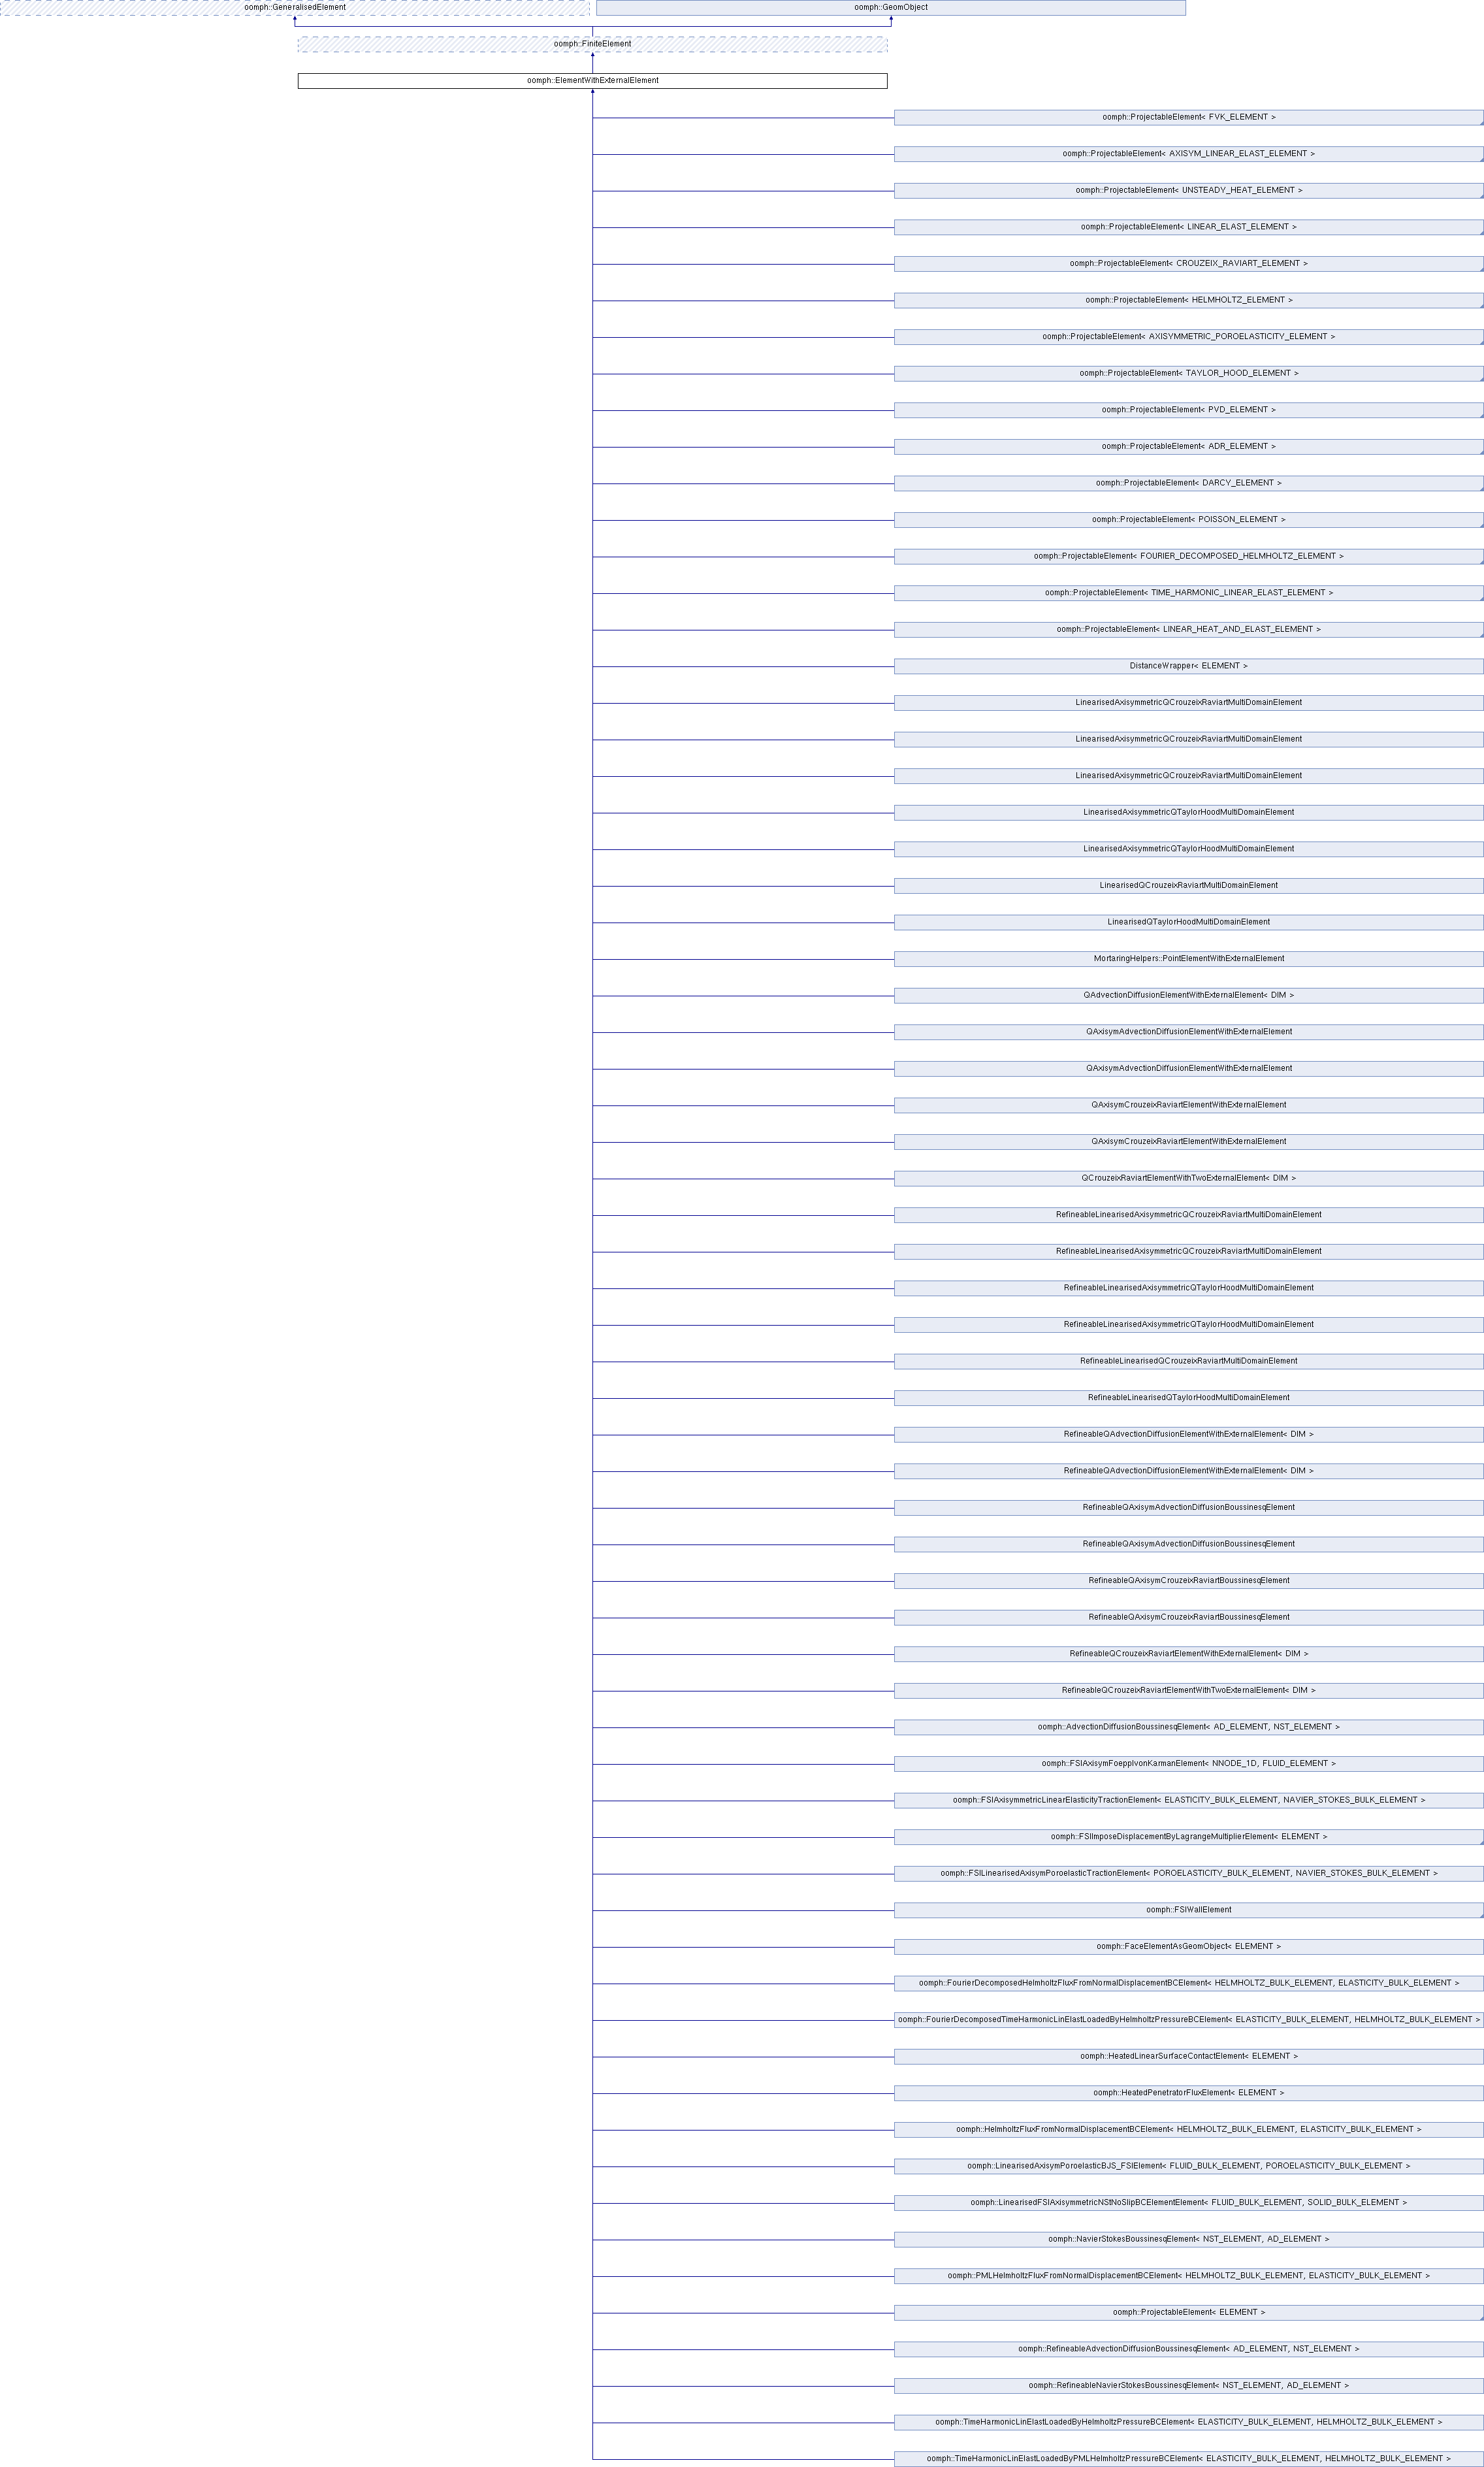 oomph::GeneralisedElement
oomph::GeomObject
oomph::FiniteElement
oomph::ElementWithExternalElement
oomph::ProjectableElement< FVK_ELEMENT >
oomph::ProjectableElement< AXISYM_LINEAR_ELAST_ELEMENT >
oomph::ProjectableElement< UNSTEADY_HEAT_ELEMENT >
oomph::ProjectableElement< LINEAR_ELAST_ELEMENT >
oomph::ProjectableElement< CROUZEIX_RAVIART_ELEMENT >
oomph::ProjectableElement< HELMHOLTZ_ELEMENT >
oomph::ProjectableElement< AXISYMMETRIC_POROELASTICITY_ELEMENT >
oomph::ProjectableElement< TAYLOR_HOOD_ELEMENT >
oomph::ProjectableElement< PVD_ELEMENT >
oomph::ProjectableElement< ADR_ELEMENT >
oomph::ProjectableElement< DARCY_ELEMENT >
oomph::ProjectableElement< POISSON_ELEMENT >
oomph::ProjectableElement< FOURIER_DECOMPOSED_HELMHOLTZ_ELEMENT >
oomph::ProjectableElement< TIME_HARMONIC_LINEAR_ELAST_ELEMENT >
oomph::ProjectableElement< LINEAR_HEAT_AND_ELAST_ELEMENT >
DistanceWrapper< ELEMENT >
LinearisedAxisymmetricQCrouzeixRaviartMultiDomainElement
LinearisedAxisymmetricQCrouzeixRaviartMultiDomainElement
LinearisedAxisymmetricQCrouzeixRaviartMultiDomainElement
LinearisedAxisymmetricQTaylorHoodMultiDomainElement
LinearisedAxisymmetricQTaylorHoodMultiDomainElement
LinearisedQCrouzeixRaviartMultiDomainElement
LinearisedQTaylorHoodMultiDomainElement
MortaringHelpers::PointElementWithExternalElement
QAdvectionDiffusionElementWithExternalElement< DIM >
QAxisymAdvectionDiffusionElementWithExternalElement
QAxisymAdvectionDiffusionElementWithExternalElement
QAxisymCrouzeixRaviartElementWithExternalElement
QAxisymCrouzeixRaviartElementWithExternalElement
QCrouzeixRaviartElementWithTwoExternalElement< DIM >
RefineableLinearisedAxisymmetricQCrouzeixRaviartMultiDomainElement
RefineableLinearisedAxisymmetricQCrouzeixRaviartMultiDomainElement
RefineableLinearisedAxisymmetricQTaylorHoodMultiDomainElement
RefineableLinearisedAxisymmetricQTaylorHoodMultiDomainElement
RefineableLinearisedQCrouzeixRaviartMultiDomainElement
RefineableLinearisedQTaylorHoodMultiDomainElement
RefineableQAdvectionDiffusionElementWithExternalElement< DIM >
RefineableQAdvectionDiffusionElementWithExternalElement< DIM >
RefineableQAxisymAdvectionDiffusionBoussinesqElement
RefineableQAxisymAdvectionDiffusionBoussinesqElement
RefineableQAxisymCrouzeixRaviartBoussinesqElement
RefineableQAxisymCrouzeixRaviartBoussinesqElement
RefineableQCrouzeixRaviartElementWithExternalElement< DIM >
RefineableQCrouzeixRaviartElementWithTwoExternalElement< DIM >
oomph::AdvectionDiffusionBoussinesqElement< AD_ELEMENT, NST_ELEMENT >
oomph::FSIAxisymFoepplvonKarmanElement< NNODE_1D, FLUID_ELEMENT >
oomph::FSIAxisymmetricLinearElasticityTractionElement< ELASTICITY_BULK_ELEMENT, NAVIER_STOKES_BULK_ELEMENT >
oomph::FSIImposeDisplacementByLagrangeMultiplierElement< ELEMENT >
oomph::FSILinearisedAxisymPoroelasticTractionElement< POROELASTICITY_BULK_ELEMENT, NAVIER_STOKES_BULK_ELEMENT >
oomph::FSIWallElement
oomph::FaceElementAsGeomObject< ELEMENT >
oomph::FourierDecomposedHelmholtzFluxFromNormalDisplacementBCElement< HELMHOLTZ_BULK_ELEMENT, ELASTICITY_BULK_ELEMENT >
oomph::FourierDecomposedTimeHarmonicLinElastLoadedByHelmholtzPressureBCElement< ELASTICITY_BULK_ELEMENT, HELMHOLTZ_BULK_ELEMENT >
oomph::HeatedLinearSurfaceContactElement< ELEMENT >
oomph::HeatedPenetratorFluxElement< ELEMENT >
oomph::HelmholtzFluxFromNormalDisplacementBCElement< HELMHOLTZ_BULK_ELEMENT, ELASTICITY_BULK_ELEMENT >
oomph::LinearisedAxisymPoroelasticBJS_FSIElement< FLUID_BULK_ELEMENT, POROELASTICITY_BULK_ELEMENT >
oomph::LinearisedFSIAxisymmetricNStNoSlipBCElementElement< FLUID_BULK_ELEMENT, SOLID_BULK_ELEMENT >
oomph::NavierStokesBoussinesqElement< NST_ELEMENT, AD_ELEMENT >
oomph::PMLHelmholtzFluxFromNormalDisplacementBCElement< HELMHOLTZ_BULK_ELEMENT, ELASTICITY_BULK_ELEMENT >
oomph::ProjectableElement< ELEMENT >
oomph::RefineableAdvectionDiffusionBoussinesqElement< AD_ELEMENT, NST_ELEMENT >
oomph::RefineableNavierStokesBoussinesqElement< NST_ELEMENT, AD_ELEMENT >
oomph::TimeHarmonicLinElastLoadedByHelmholtzPressureBCElement< ELASTICITY_BULK_ELEMENT, HELMHOLTZ_BULK_ELEMENT >
oomph::TimeHarmonicLinElastLoadedByPMLHelmholtzPressureBCElement< ELASTICITY_BULK_ELEMENT, HELMHOLTZ_BULK_ELEMENT >